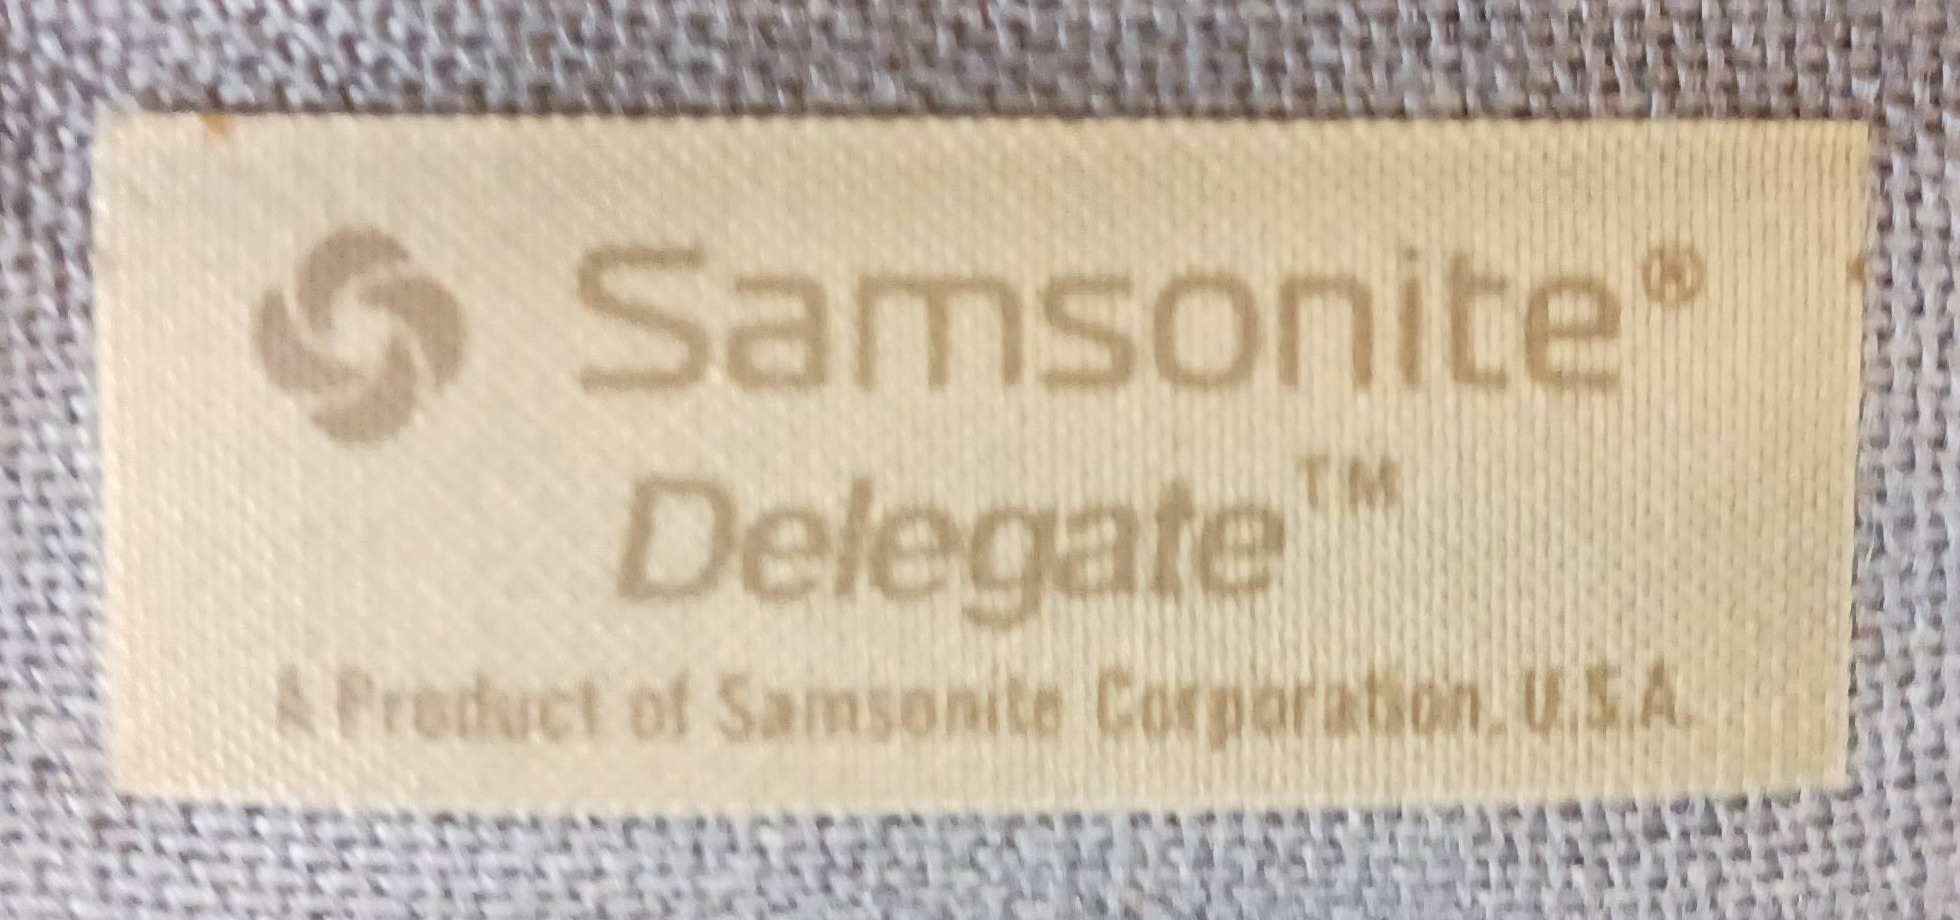 Samsonite®
Delegate™
A Product of Samsonite Corporation, U.S.A.